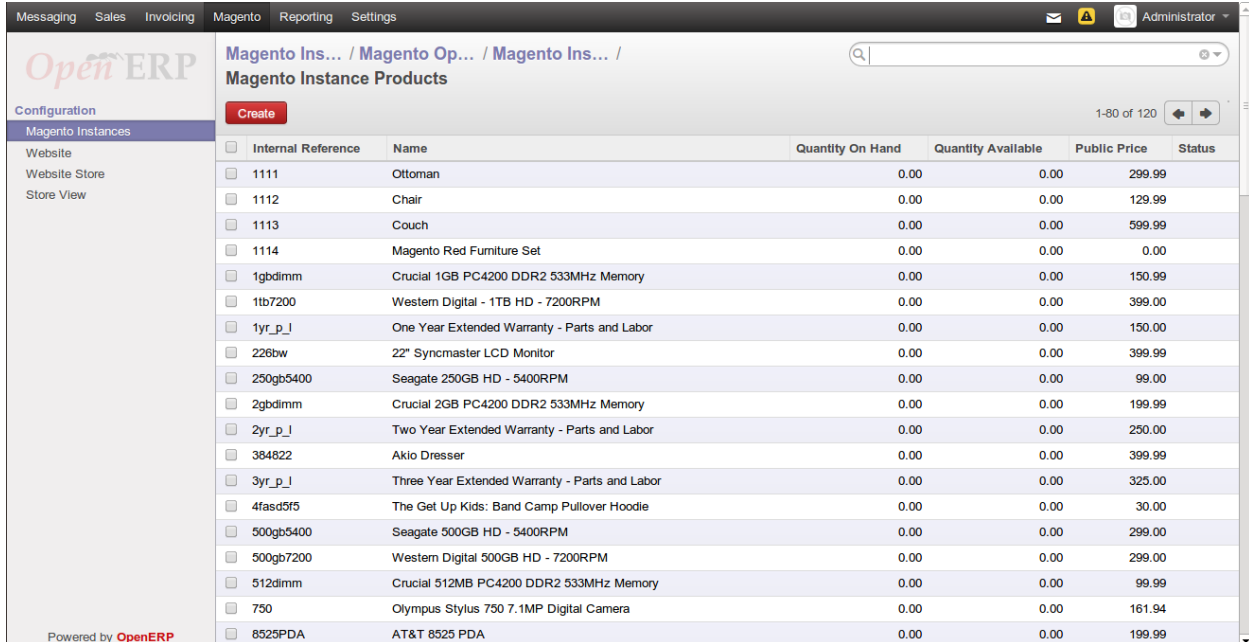 Messaging Sales Invoicing Magento Reporting Settings Administrator
Open ERP
Configuration
Magento Instances
Website
Website Store
Store View
Powered by OpenERP
Magento Ins... / Magento Op... / Magento Ins... /
Magento Instance Products
Create 1-80 of 120
Internal Reference Name Quantity On Hand Quantity Available Public Price Status
1111 Ottoman 0.00 0.00 299.99
1112 Chair 0.00 0.00 129.99
1113 Couch 0.00 0.00 599.99
1114 Magento Red Furniture Set 0.00 0.00 0.00
1gbdimm Crucial 1GB PC4200 DDR2 533MHz Memory 0.00 0.00 150.99
1tb7200 Western Digital - 1TB HD - 7200RPM 0.00 0.00 399.00
1yr_p_l One Year Extended Warranty - Parts and Labor 0.00 0.00 150.00
226bw 22" Syncmaster LCD Monitor 0.00 0.00 399.99
250gb5400 Seagate 250GB HD - 5400RPM 0.00 0.00 99.00
2gbdimm Crucial 2GB PC4200 DDR2 533MHz Memory 0.00 0.00 199.99
2yr_p_l Two Year Extended Warranty - Parts and Labor 0.00 0.00 250.00
384822 Akio Dresser 0.00 0.00 399.99
3yr_p_l Three Year Extended Warranty - Parts and Labor 0.00 0.00 325.00
4fasd5f5 The Get Up Kids: Band Camp Pullover Hoodie 0.00 0.00 30.00
500gb5400 Seagate 500GB HD - 5400RPM 0.00 0.00 299.00
500gb7200 Western Digital 500GB HD - 7200RPM 0.00 0.00 299.00
512dimm Crucial 512MB PC4200 DDR2 533MHz Memory 0.00 0.00 99.99
750 Olympus Stylus 750 7.1MP Digital Camera 0.00 0.00 161.94
8525PDA AT&T 8525 PDA 0.00 0.00 199.99